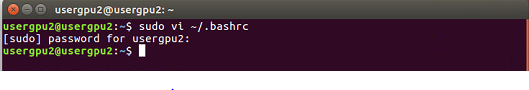 usergpu2@usergpu2: ~
usergpu2@usergpu2:~$ sudo vi ~/.bashrc
[sudo] password for usergpu2:
usergpu2@usergpu2:~$